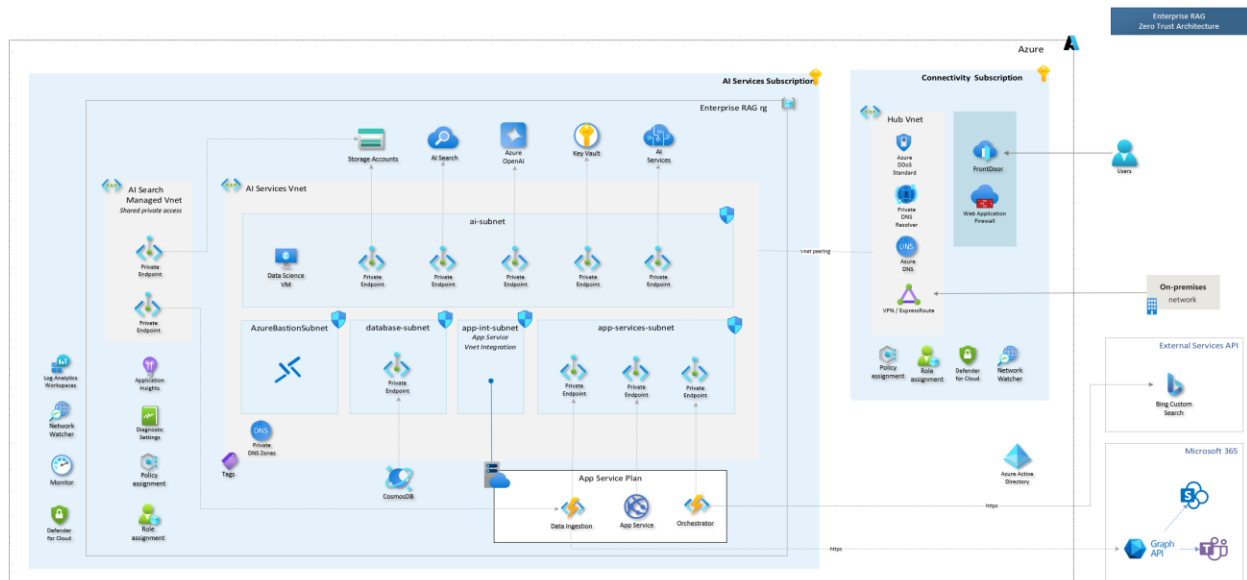 Enterprise RAG
Zero Trust Architecture
Azure
AI Services Subscription
Connectivity Subscription
Enterprise RAG rg
Hub Vnet
Storage Accounts
AI Search
Azure
OpenAI
Key Vault
AI
Services
Azure
DDoS
Standard
FrontDoor
Users
AI Search
Managed Vnet
Shared private access
AI Services Vnet
ai-subnet
Private
DNS
Resolver
Web Application
Firewall
Private
Endpoint
Data Science
VM
Private
Endpoint
Private
Endpoint
Private
Endpoint
Private
Endpoint
Private
Endpoint
Vnet peering
DNS
Azure
DNS
Private
Endpoint
VPN / ExpressRoute
On-premises
network
AzureBastionSubnet
database-subnet
app-int-subnet
App Service
Vnet Integration
app-services-subnet
Log Analytics
Workspaces
Application
Insights
Private
Endpoint
Private
Endpoint
Private
Endpoint
Private
Endpoint
Policy
assignment
Role
assignment
Defender
for Cloud
Network
Watcher
External Services API
Bing Custom
Search
Network
Watcher
Diagnostic
Settings
DNS
Private
DNS Zones
Tags
Monitor
Policy
assignment
CosmosDB
App Service Plan
Azure Active
Directory
Microsoft 365
S
Data Ingestion
App Service
Orchestrator
https
Defender
for Cloud
Role
assignment
https
Graph
API
T